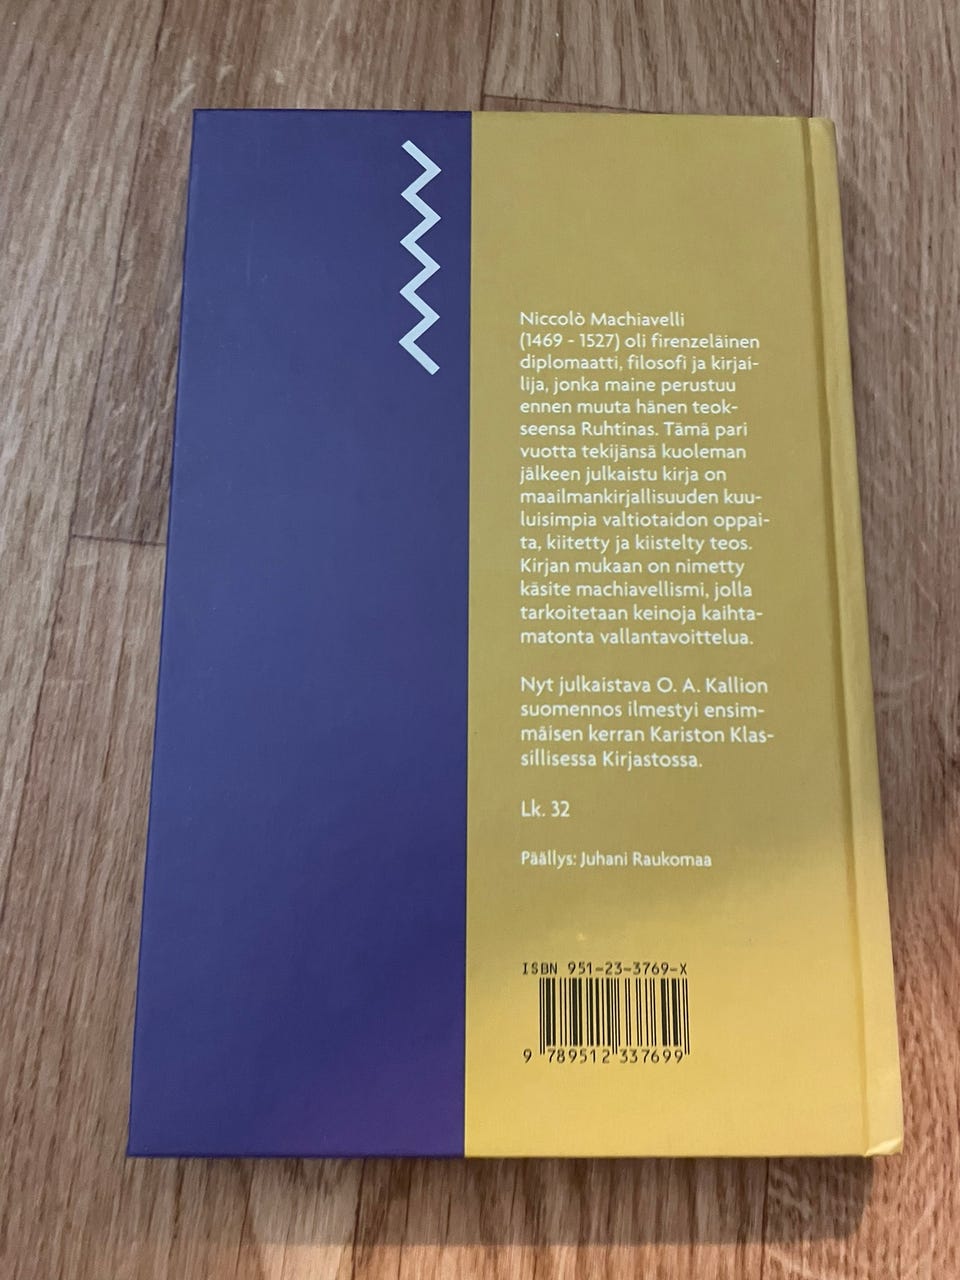 Niccolò Machiavelli
(1469 - 1527) oli firenzeläinen
diplomaatti, filosofi ja kirjai-
lija, jonka maine perustuu
ennen muuta hänen teok-
seensa Ruhtinas. Tämä pari
vuotta tekijänsä kuoleman
jälkeen julkaistu kirja on
maailmankirjallisuuden kuu-
luisimpia valtiotaidon oppai-
ta, kiitetty ja kiistelty teos.
Kirjan mukaan on nimetty
käsite machiavellismi, jolla
tarkoitetaan keinoja kaihta-
matonta vallantavoittelua.
Nyt julkaistava O. A. Kallion
suomennos ilmestyi ensim-
mäisen kerran Kariston Klas-
sillisessa Kirjastossa.
Lk. 32
Päällys: Juhani Raukomaa
ISBN 951-23-3769-X
9 789512 337699